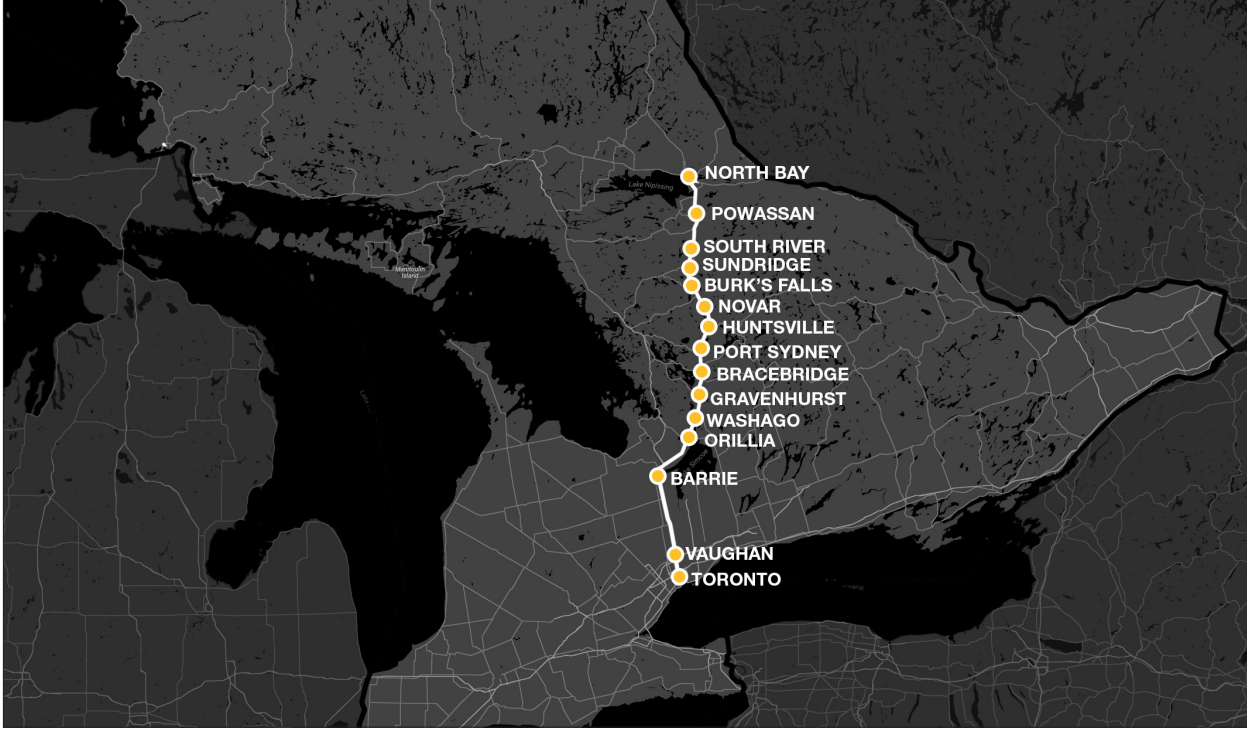 NORTH BAY
Lake Nipissing
POWASSAN
SOUTH RIVER
SUNDRIDGE
Manitoulin
Island
BURK'S FALLS
NOVAR
HUNTSVILLE
PORT SYDNEY
BRACEBRIDGE
GRAVENHURST
WASHAGO
ORILLIA
Simcoe
BARRIE
VAUGHAN
TORONTO